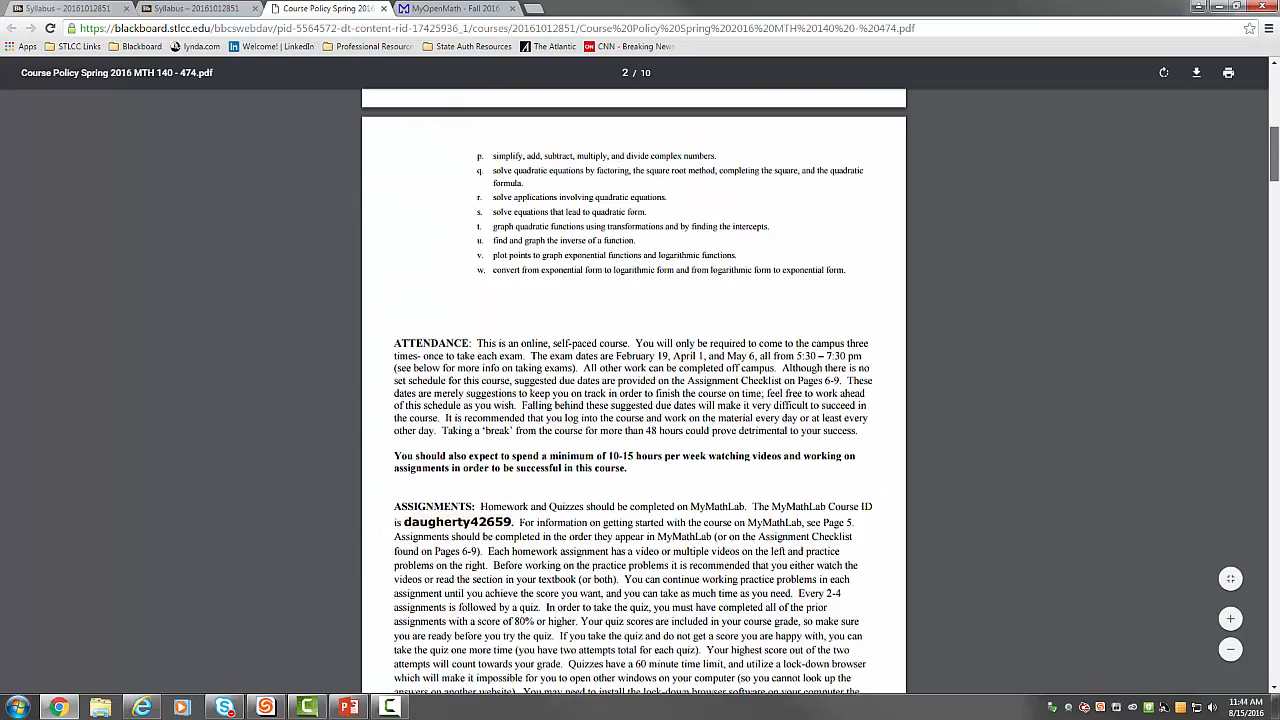 Syllabus – 20161012851
Syllabus – 20161012851
Course Policy Spring 2016
MyOpenMath - Fall 2016
https://blackboard.stlcc.edu/bbcswebdav/pid-5564572-dt-content-rid-17425936_1/courses/20161012851/Course%20Policy%20Spring%202016%20MTH%20140%20-%20474.pdf
Apps STLCC Links Blackboard lynda.com Welcome! | LinkedIn Professional Resourc State Auth Resources The Atlantic CNN - Breaking New
Course Policy Spring 2016 MTH 140 - 474.pdf
2 / 10
p. simplify, add, subtract, multiply, and divide complex numbers.
q. solve quadratic equations by factoring, the square root method, completing the square, and the quadratic
formula.
r. solve applications involving quadratic equations.
s. solve equations that lead to quadratic form.
t. graph quadratic functions using transformations and by finding the intercepts.
u. find and graph the inverse of a function.
v. plot points to graph exponential functions and logarithmic functions.
w. convert from exponential form to logarithmic form and from logarithmic form to exponential form.
ATTENDANCE: This is an online, self-paced course. You will only be required to come to the campus three
times- once to take each exam. The exam dates are February 19, April 1, and May 6, all from 5:30 – 7:30 pm
(see below for more info on taking exams). All other work can be completed off campus. Although there is no
set schedule for this course, suggested due dates are provided on the Assignment Checklist on Pages 6-9. These
dates are merely suggestions to keep you on track in order to finish the course on time; feel free to work ahead
of this schedule as you wish. Falling behind these suggested due dates will make it very difficult to succeed in
the course. It is recommended that you log into the course and work on the material every day or at least every
other day. Taking a ‘break’ from the course for more than 48 hours could prove detrimental to your success.
You should also expect to spend a minimum of 10-15 hours per week watching videos and working on
assignments in order to be successful in this course.
ASSIGNMENTS: Homework and Quizzes should be completed on MyMathLab. The MyMathLab Course ID
is daugherty42659. For information on getting started with the course on MyMathLab, see Page 5.
Assignments should be completed in the order they appear in MyMathLab (or on the Assignment Checklist
found on Pages 6-9). Each homework assignment has a video or multiple videos on the left and practice
problems on the right. Before working on the practice problems it is recommended that you either watch the
videos or read the section in your textbook (or both). You can continue working practice problems in each
assignment until you achieve the score you want, and you can take as much time as you need. Every 2-4
assignments is followed by a quiz. In order to take the quiz, you must have completed all of the prior
assignments with a score of 80% or higher. Your quiz scores are included in your course grade, so make sure
you are ready before you try the quiz. If you take the quiz and do not get a score you are happy with, you can
take the quiz one more time (you have two attempts total for each quiz). Your highest score out of the two
attempts will count towards your grade. Quizzes have a 60 minute time limit, and utilize a lock-down browser
which will make it impossible for you to open other windows on your computer (so you cannot look up the
answers on another website). You may need to install the lock-down browser software on your computer the
11:44 AM
8/15/2016